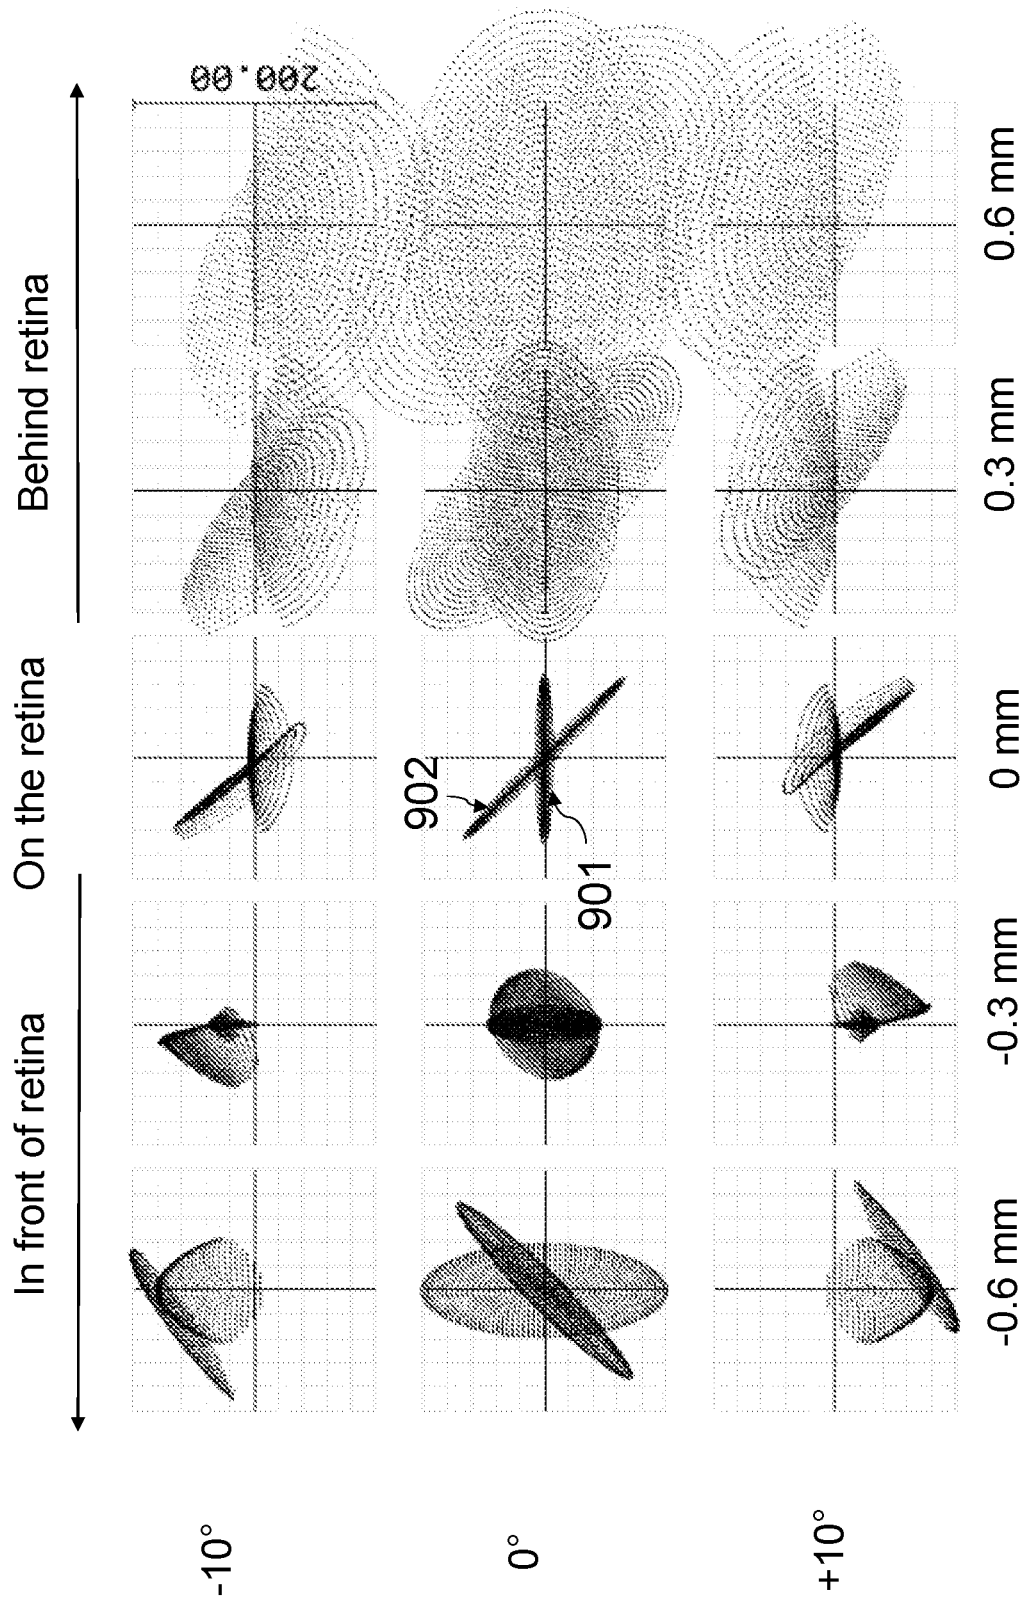 In front of retina
On the retina
Behind retina
-10°
200.00
0°
902
901
+10°
-0.6 mm
-0.3 mm
0 mm
0.3 mm
0.6 mm